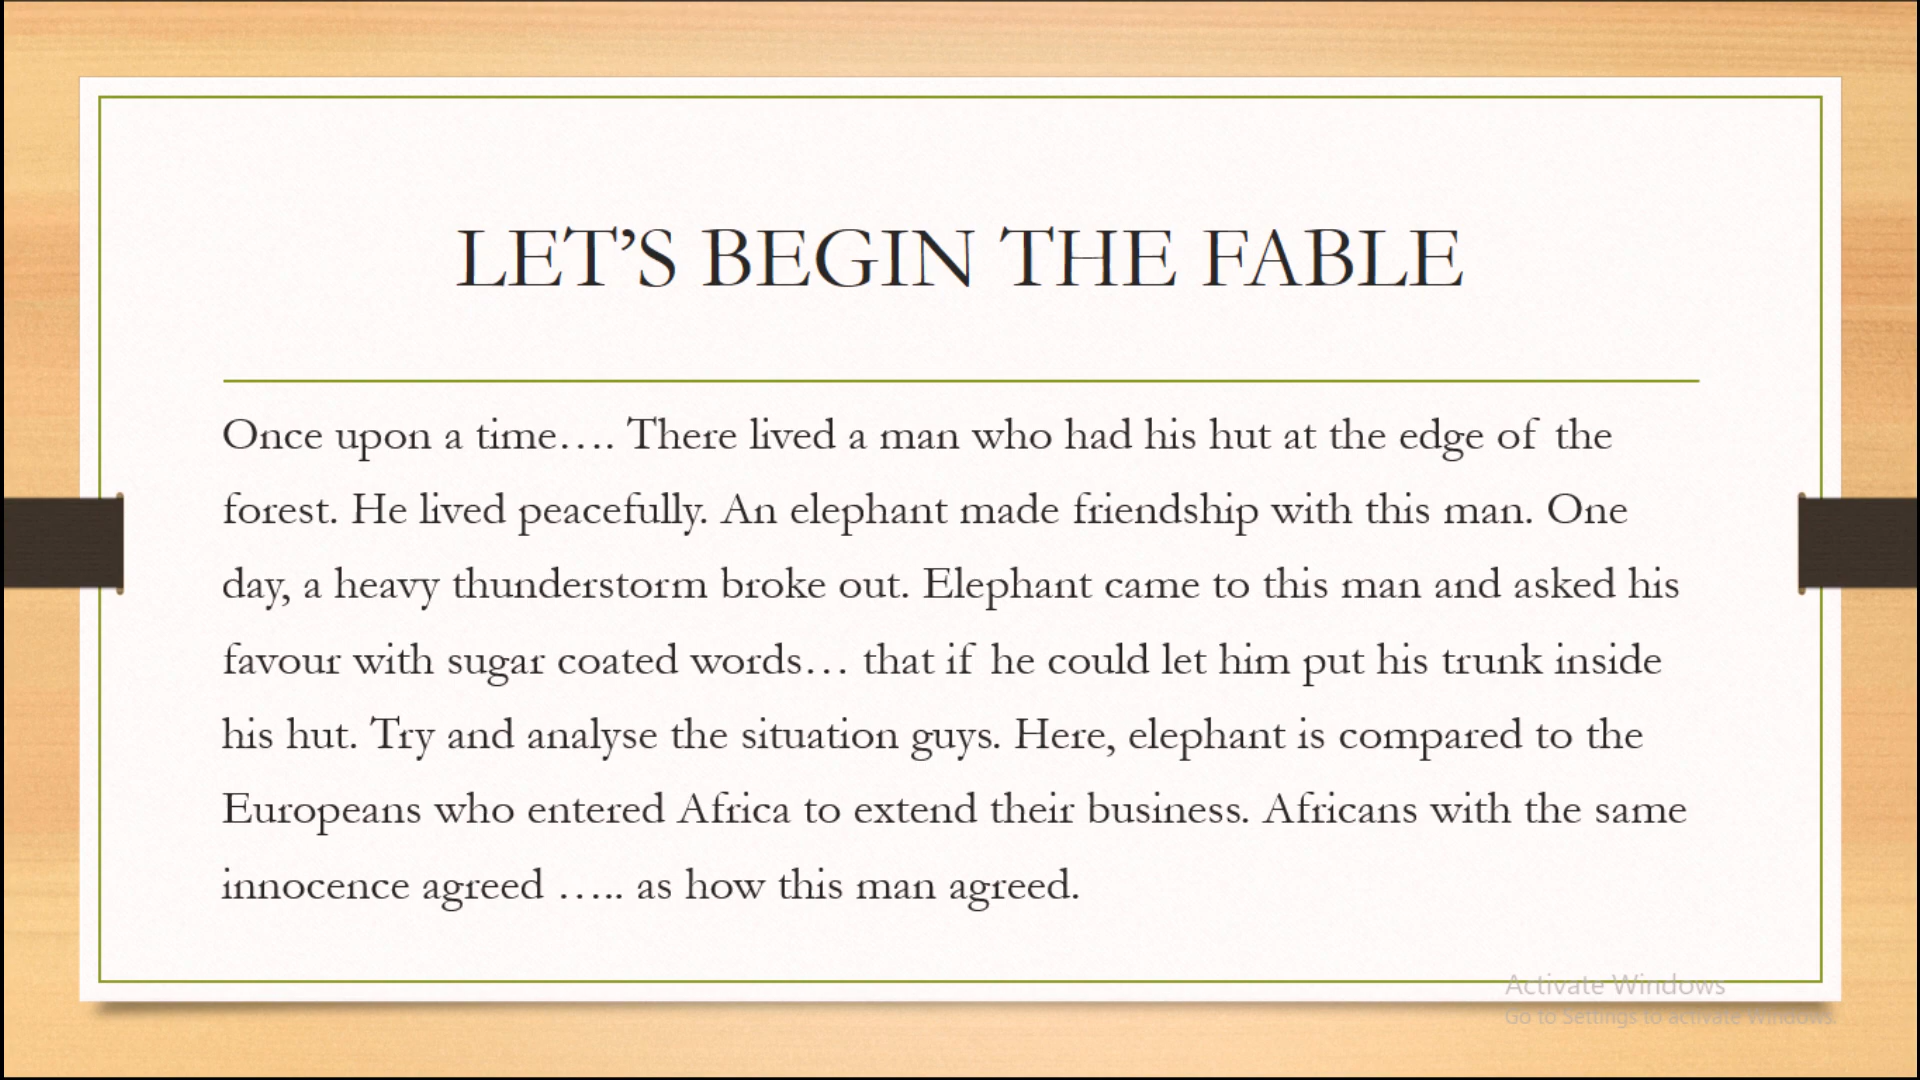 LET’S BEGIN THE FABLE
Once upon a time…. There lived a man who had his hut at the edge of the
forest. He lived peacefully. An elephant made friendship with this man. One
day, a heavy thunderstorm broke out. Elephant came to this man and asked his
favour with sugar coated words… that if he could let him put his trunk inside
his hut. Try and analyse the situation guys. Here, elephant is compared to the
Europeans who entered Africa to extend their business. Africans with the same
innocence agreed ….. as how this man agreed.
Activate Windows
Go to Settings to activate Windows.